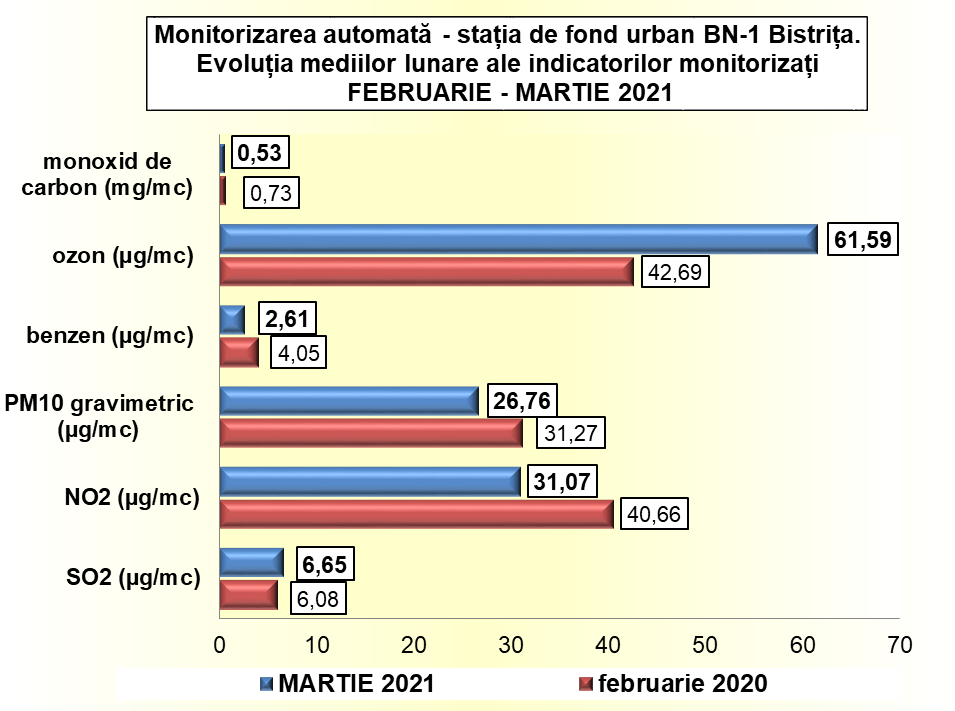 Monitorizarea automată - stația de fond urban BN-1 Bistrița.
Evoluția mediilor lunare ale indicatorilor monitorizați
FEBRUARIE - MARTIE 2021
monoxid de
carbon (mg/mc)
0,53
0,73
ozon (µg/mc)
61,59
42,69
benzen (µg/mc)
2,61
4,05
PM10 gravimetric
(µg/mc)
26,76
31,27
NO2 (µg/mc)
31,07
40,66
SO2 (µg/mc)
6,65
6,08
0 10 20 30 40 50 60 70
MARTIE 2021 februarie 2020